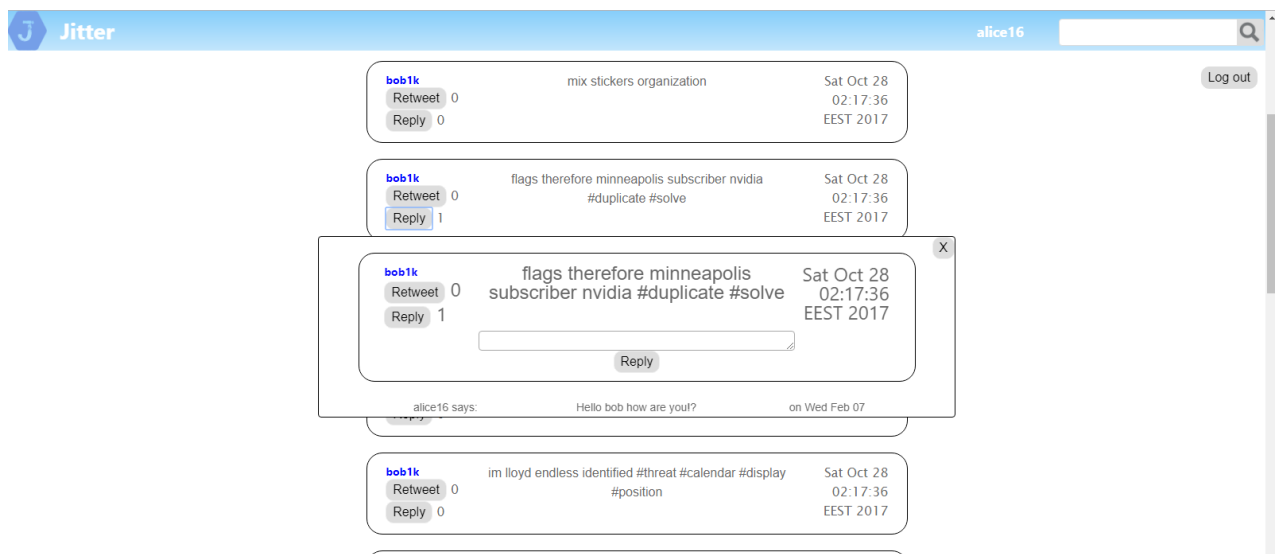 J Jitter
alice16
Log out
bob1k
mix stickers organization
Sat Oct 28
Retweet 0
02:17:36
Reply 0
EEST 2017
bob1k
flags therefore minneapolis subscriber nvidia
Sat Oct 28
Retweet 0
#duplicate #solve
02:17:36
Reply 1
EEST 2017
X
bob1k
flags therefore minneapolis
Sat Oct 28
Retweet 0
subscriber nvidia #duplicate #solve
02:17:36
Reply 1
EEST 2017
Reply
alice16 says:
Hello bob how are you!?
on Wed Feb 07
bob1k
im lloyd endless identified #threat #calendar #display
Sat Oct 28
Retweet 0
#position
02:17:36
Reply 0
EEST 2017